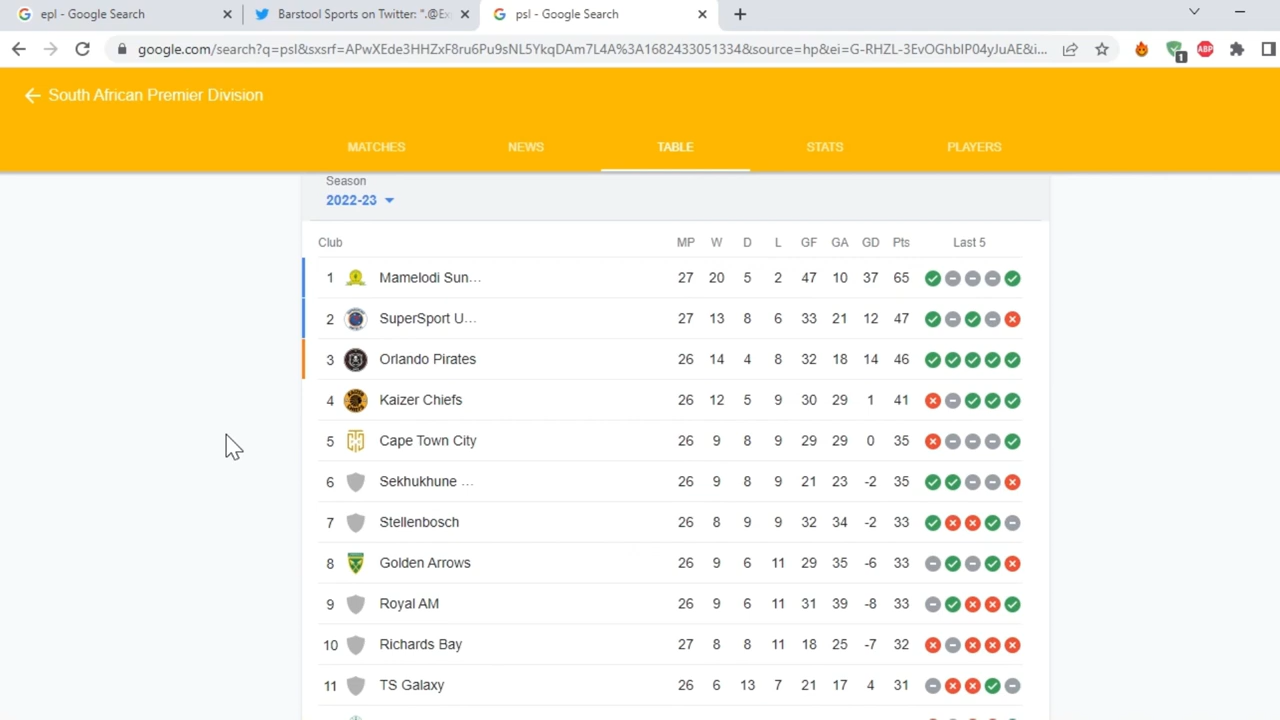 epl - Google Search
Barstool Sports on Twitter: ".@Ex
psl - Google Search
google.com/search?q=psl&sxsrf=APwXEde3HHZxF8ru6Pu9sNL5YkqDAm7L4A%3A1682433051334&source=hp&ei=G-RHZL-3EvOGhbIP04yJuAE&i...
1
ABP
South African Premier Division
MATCHES NEWS TABLE STATS PLAYERS
Season
2022-23
Club MP W D L GF GA GD Pts Last 5
1 Mamelodi Sun... 27 20 5 2 47 10 37 65
2 SuperSport U... 27 13 8 6 33 21 12 47
3 Orlando Pirates 26 14 4 8 32 18 14 46
4 Kaizer Chiefs 26 12 5 9 30 29 1 41
5 Cape Town City 26 9 8 9 29 29 0 35
6 Sekhukhune ... 26 9 8 9 21 23 -2 35
7 Stellenbosch 26 8 9 9 32 34 -2 33
8 Golden Arrows 26 9 6 11 29 35 -6 33
9 Royal AM 26 9 6 11 31 39 -8 33
10 Richards Bay 27 8 8 11 18 25 -7 32
11 TS Galaxy 26 6 13 7 21 17 4 31